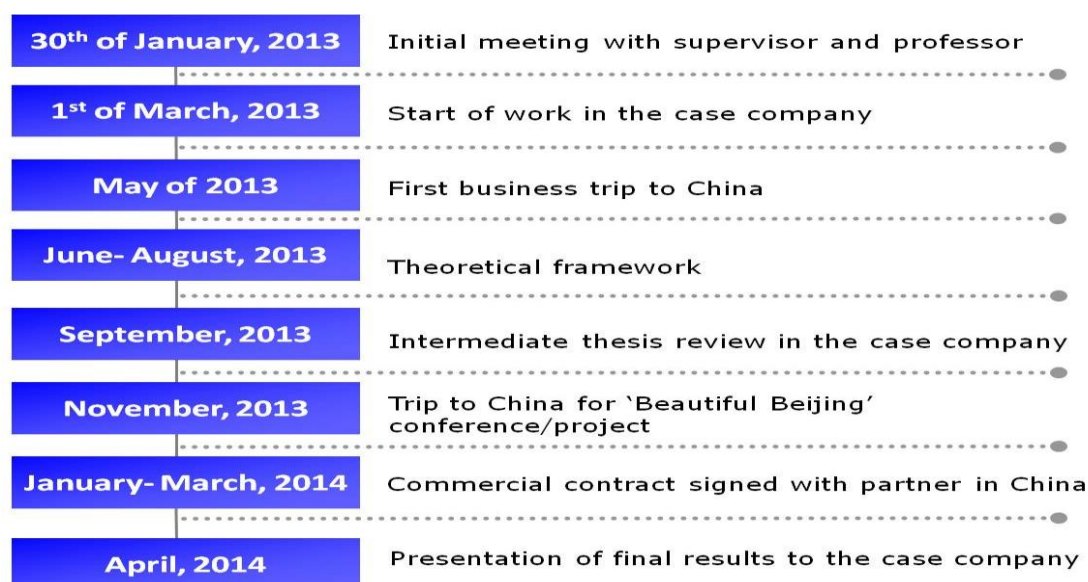 30th of January, 2013
Initial meeting with supervisor and professor
1st of March, 2013
Start of work in the case company
May of 2013
First business trip to China
June- August, 2013
Theoretical framework
September, 2013
Intermediate thesis review in the case company
November, 2013
Trip to China for ‘Beautiful Beijing’
conference/project
January- March, 2014
Commercial contract signed with partner in China
April, 2014
Presentation of final results to the case company